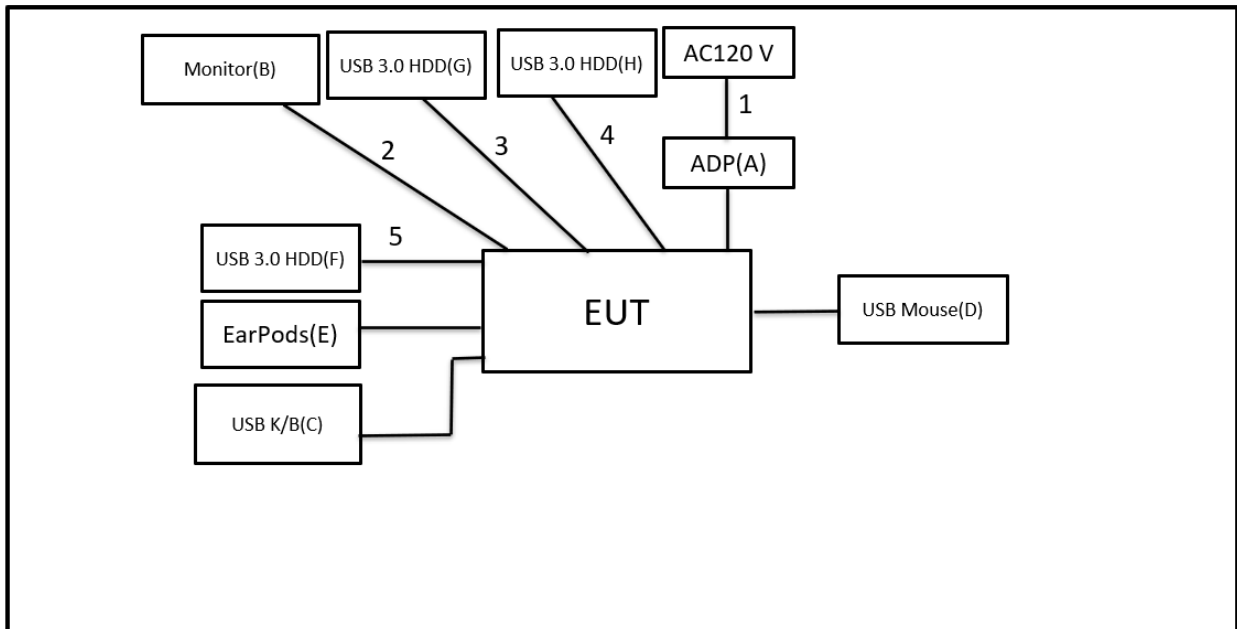 Monitor(B)
USB 3.0 HDD(G)
USB 3.0 HDD(H)
AC120 V
1
2
3
4
ADP(A)
5
USB 3.0 HDD(F)
EUT
USB Mouse(D)
EarPods(E)
USB K/B(C)